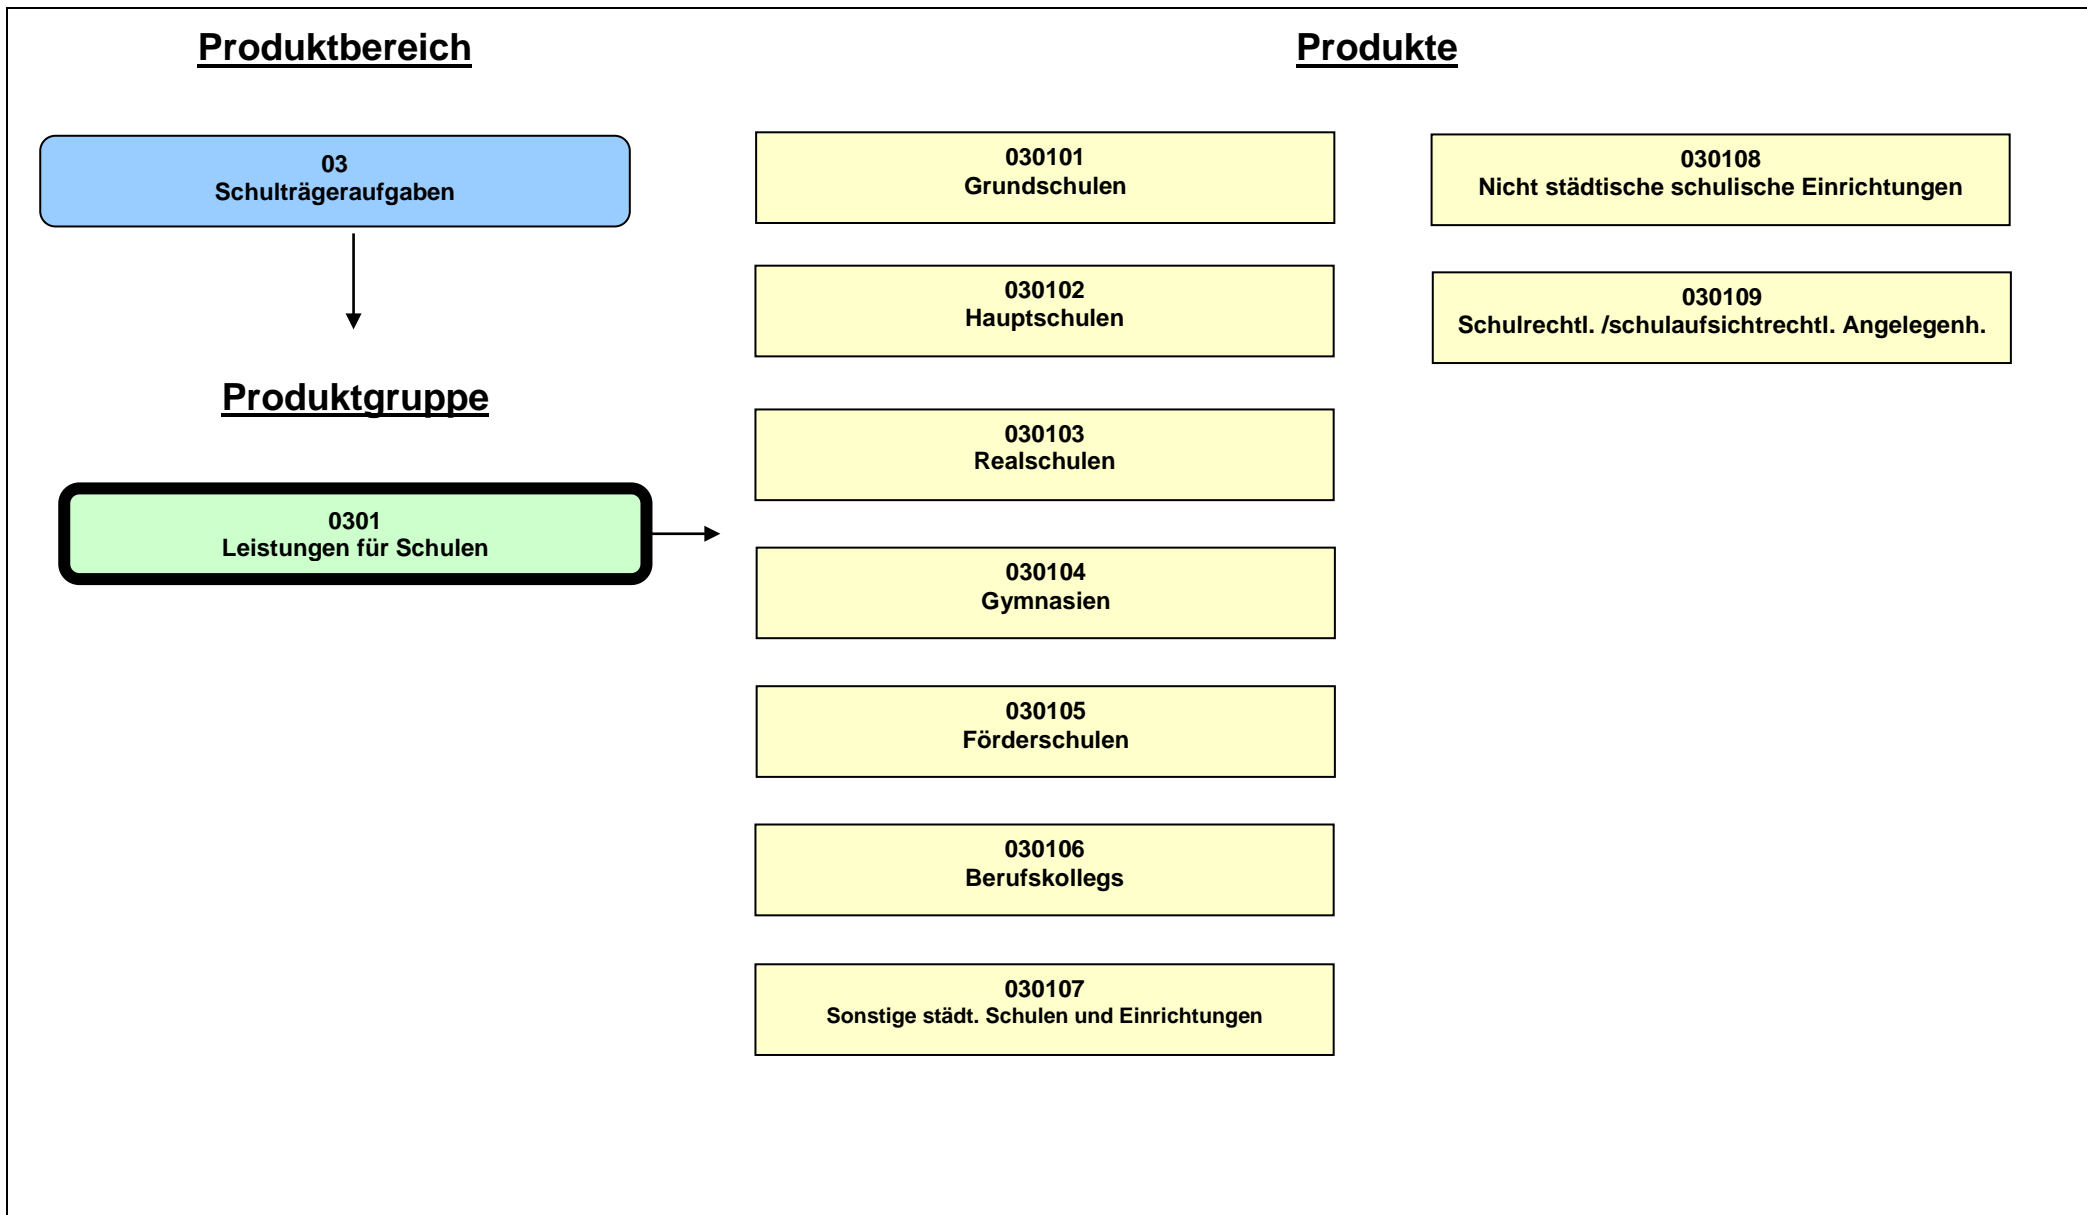 Produktbereich
Produkte
03
Schulträgeraufgaben
Produktgruppe
0301
Leistungen für Schulen
030101
Grundschulen
030102
Hauptschulen
030103
Realschulen
030104
Gymnasien
030105
Förderschulen
030106
Berufskollegs
030107
Sonstige städt. Schulen und Einrichtungen
030108
Nicht städtische schulische Einrichtungen
030109
Schulrechtl. /schulaufsichtrechtl. Angelegenh.